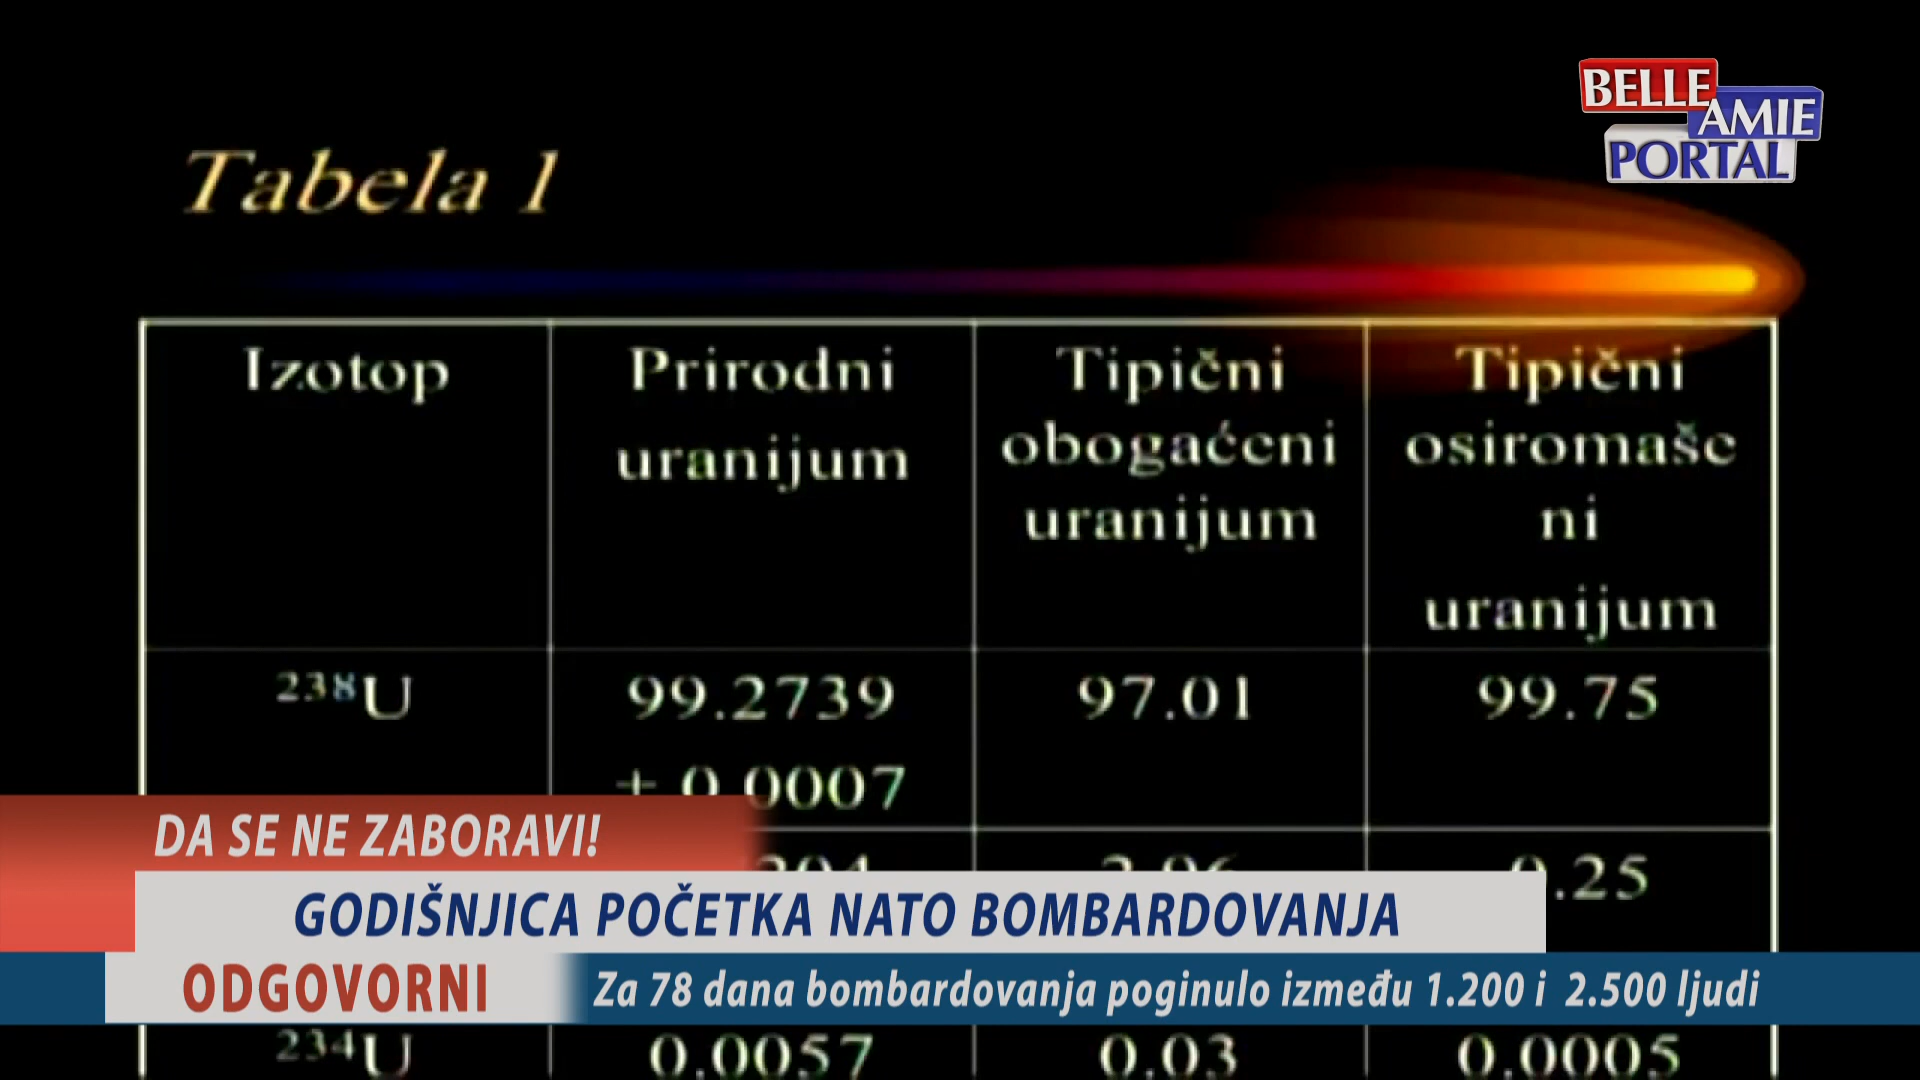 BELLE
AMIE
PORTAL
Tabela 1
Izotop
Prirodni
uranijum
Tipični
obogaćeni
uranijum
Tipični
osiromaše
ni
uranijum
²³⁸U
99.2739
± 0.0007
97.01
99.75
²³⁴U
0.0057
0.03
0.0005
DA SE NE ZABORAVI!
GODIŠNJICA POČETKA NATO BOMBARDOVANJA
ODGOVORNI
Za 78 dana bombardovanja poginulo između 1.200 i 2.500 ljudi